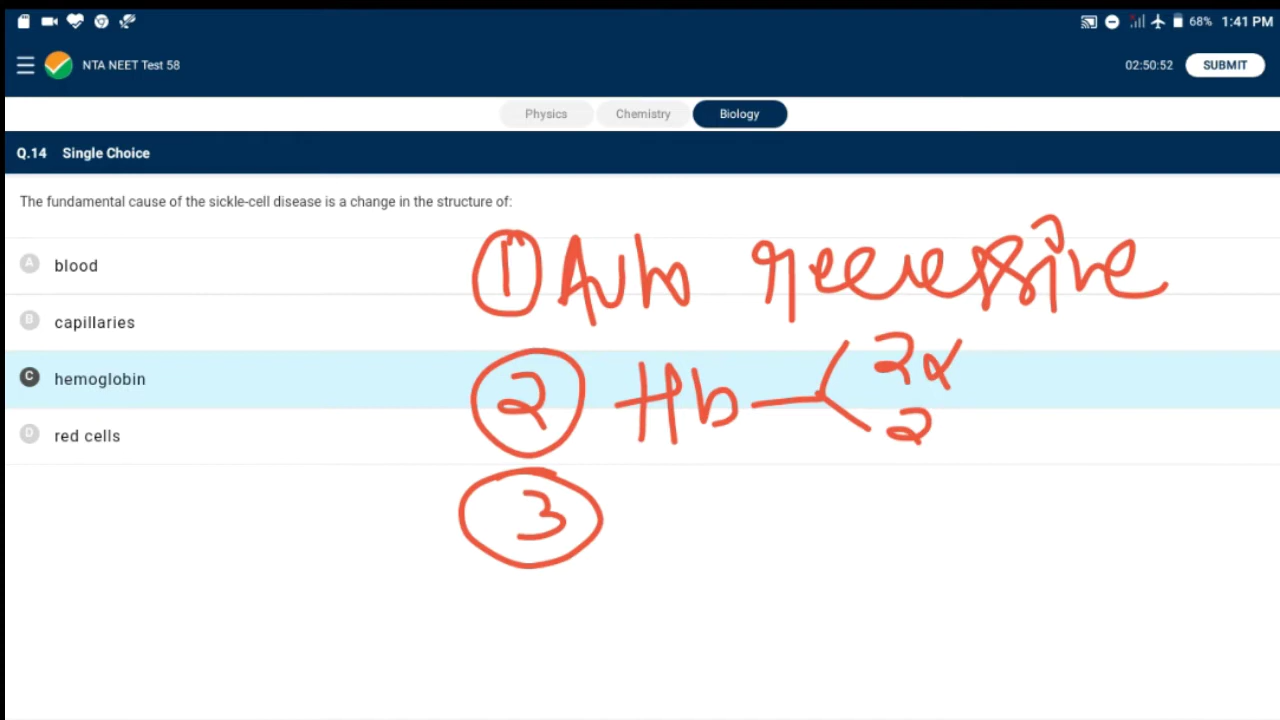 68% 1:41 PM
NTA NEET Test 58
02:50:52 SUBMIT
Physics Chemistry Biology
Q.14 Single Choice
The fundamental cause of the sickle-cell disease is a change in the structure of:
A blood
B capillaries
C hemoglobin
D red cells
1 Auto recessive
2 Hb 2α
2
3